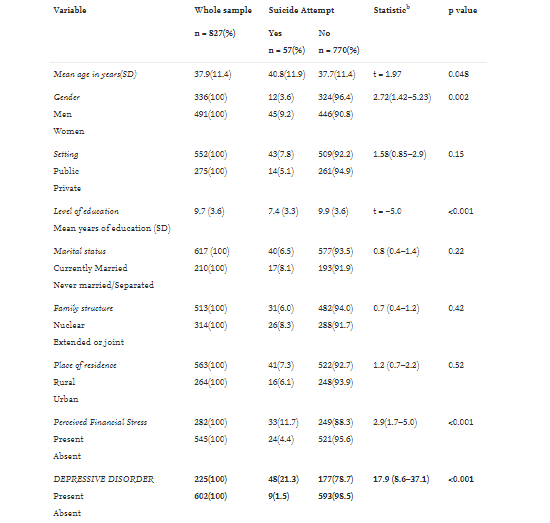 Variable Whole sample Suicide Attempt Statisticb p value
n = 827(%) Yes No
n = 57(%) n = 770(%)
Mean age in years(SD) 37.9(11.4) 40.8(11.9) 37.7(11.4) t = 1.97 0.048
Gender 336(100) 12(3.6) 324(96.4) 2.72(1.42–5.23) 0.002
Men 491(100) 45(9.2) 446(90.8)
Women
Setting 552(100) 43(7.8) 509(92.2) 1.58(0.85–2.9) 0.15
Public 275(100) 14(5.1) 261(94.9)
Private
Level of education 9.7 (3.6) 7.4 (3.3) 9.9 (3.6) t = −5.0 <0.001
Mean years of education (SD)
Marital status 617 (100) 40(6.5) 577(93.5) 0.8 (0.4–1.4) 0.22
Currently Married 210(100) 17(8.1) 193(91.9)
Never married/Separated
Family structure 513(100) 31(6.0) 482(94.0) 0.7 (0.4–1.2) 0.42
Nuclear 314(100) 26(8.3) 288(91.7)
Extended or joint
Place of residence 563(100) 41(7.3) 522(92.7) 1.2 (0.7–2.2) 0.52
Rural 264(100) 16(6.1) 248(93.9)
Urban
Perceived Financial Stress 282(100) 33(11.7) 249(88.3) 2.9(1.7–5.0) <0.001
Present 545(100) 24(4.4) 521(95.6)
Absent
DEPRESSIVE DISORDER 225(100) 48(21.3) 177(78.7) 17.9 (8.6–37.1) <0.001
Present 602(100) 9(1.5) 593(98.5)
Absent